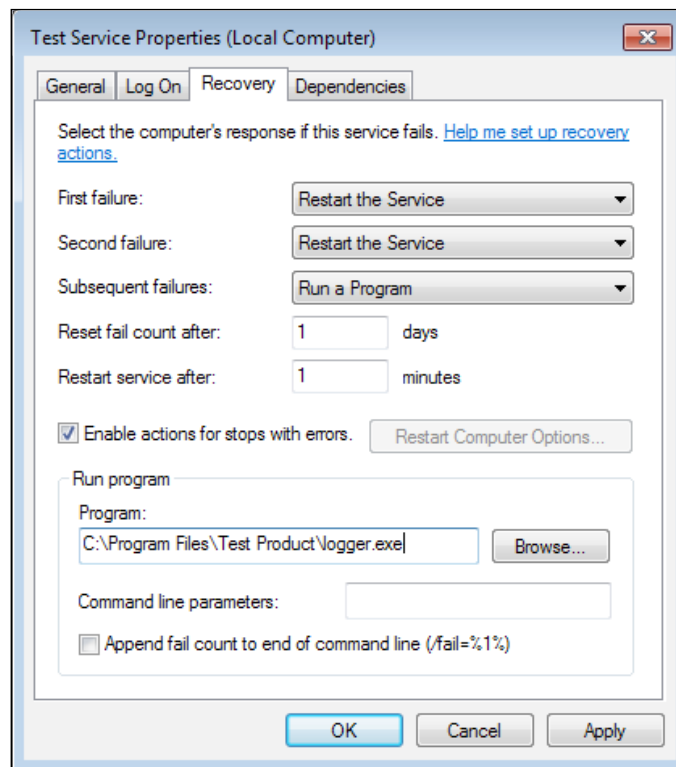 Test Service Properties (Local Computer)
General Log On Recovery Dependencies
Select the computer's response if this service fails. Help me set up recovery
actions.
First failure: Restart the Service
Second failure: Restart the Service
Subsequent failures: Run a Program
Reset fail count after: 1 days
Restart service after: 1 minutes
Enable actions for stops with errors. Restart Computer Options...
Run program
Program:
C:\Program Files\Test Product\logger.exe Browse...
Command line parameters:
Append fail count to end of command line (/fail=%1%)
OK Cancel Apply